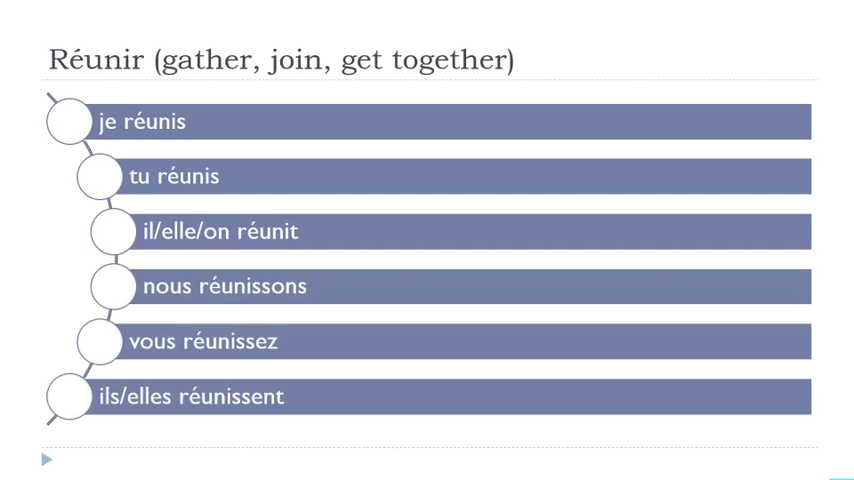 Réunir (gather, join, get together)
je réunis
tu réunis
il/elle/on réunit
nous réunissons
vous réunissez
ils/elles réunissent